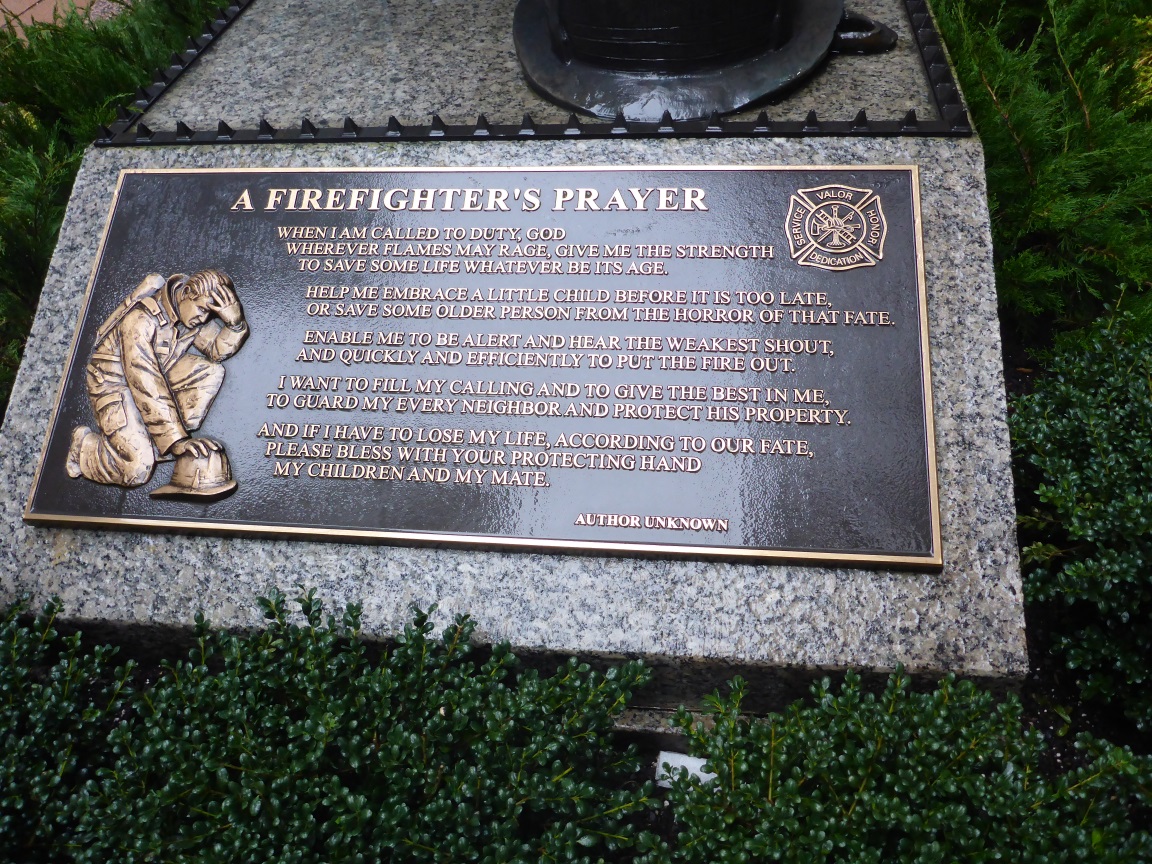 A FIREFIGHTER'S PRAYER
SERVICE
VALOR
HONOR
DEDICATION
WHEN I AM CALLED TO DUTY, GOD
WHEREVER FLAMES MAY RAGE, GIVE ME THE STRENGTH
TO SAVE SOME LIFE WHATEVER BE ITS AGE.
HELP ME EMBRACE A LITTLE CHILD BEFORE IT IS TOO LATE,
OR SAVE SOME OLDER PERSON FROM THE HORROR OF THAT FATE.
ENABLE ME TO BE ALERT AND HEAR THE WEAKEST SHOUT,
AND QUICKLY AND EFFICIENTLY TO PUT THE FIRE OUT.
I WANT TO FILL MY CALLING AND TO GIVE THE BEST IN ME,
TO GUARD MY EVERY NEIGHBOR AND PROTECT HIS PROPERTY.
AND IF I HAVE TO LOSE MY LIFE, ACCORDING TO OUR FATE,
PLEASE BLESS WITH YOUR PROTECTING HAND
MY CHILDREN AND MY MATE.
AUTHOR UNKNOWN